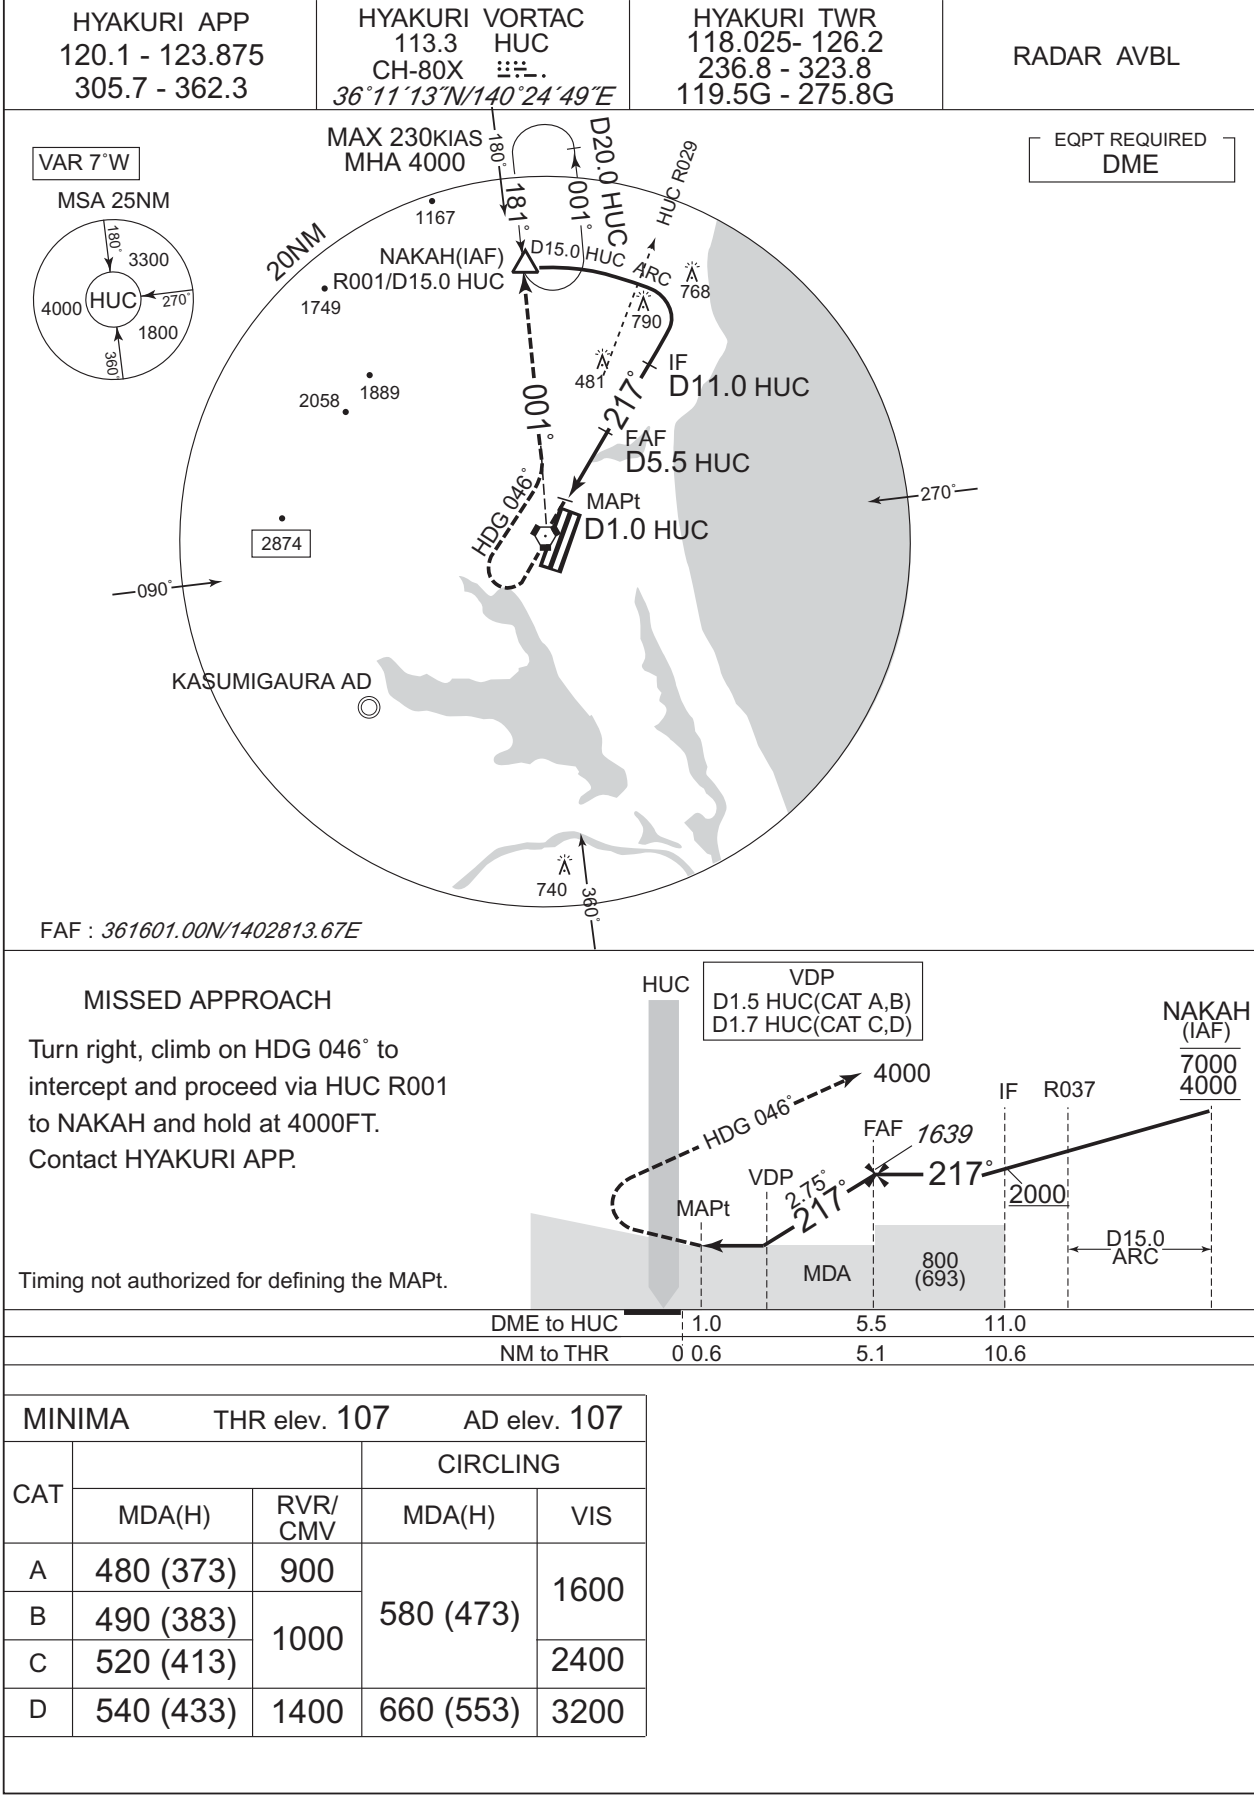 HYAKURI APP
120.1 - 123.875
305.7 - 362.3
HYAKURI VORTAC
113.3 HUC
CH-80X
36°11´13˝N/140°24´49˝E
HYAKURI TWR
118.025- 126.2
236.8 - 323.8
119.5G - 275.8G
RADAR AVBL
EQPT REQUIRED
DME
VAR 7°W
MSA 25NM
180°
3300
4000
HUC
270°
1800
360°
MAX 230KIAS
MHA 4000
180°
181°
001°
D20.0 HUC
HUC R029
1167
20NM
NAKAH(IAF)
R001/D15.0 HUC
D15.0 HUC ARC
768
790
1749
481
IF
D11.0 HUC
2058
1889
001°
217°
FAF
D5.5 HUC
HDG 046°
MAPt
D1.0 HUC
270°
2874
090°
KASUMIGAURA AD
740
360°
FAF : 361601.00N/1402813.67E
MISSED APPROACH
Turn right, climb on HDG 046° to
intercept and proceed via HUC R001
to NAKAH and hold at 4000FT.
Contact HYAKURI APP.
Timing not authorized for defining the MAPt.
HUC
VDP
D1.5 HUC(CAT A,B)
D1.7 HUC(CAT C,D)
NAKAH
(IAF)
7000
4000
HDG 046°
4000
IF
R037
FAF
1639
217°
2000
VDP
2.75°
217°
MAPt
D15.0
ARC
MDA
800
(693)
DME to HUC 1.0 5.5 11.0
NM to THR 0 0.6 5.1 10.6
MINIMA THR elev. 107 AD elev. 107
CAT
CIRCLING
MDA(H)
RVR/
CMV
MDA(H)
VIS
A 480 (373) 900
B 490 (383) 1000 580 (473) 1600
C 520 (413) 2400
D 540 (433) 1400 660 (553) 3200